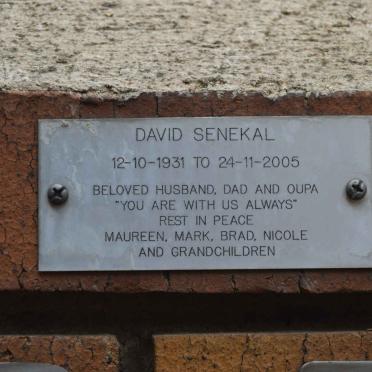 DAVID SENEKAL
12-10-1931 TO 24-11-2005
BELOVED HUSBAND, DAD AND OUPA
"YOU ARE WITH US ALWAYS"
REST IN PEACE
MAUREEN, MARK, BRAD, NICOLE
AND GRANDCHILDREN